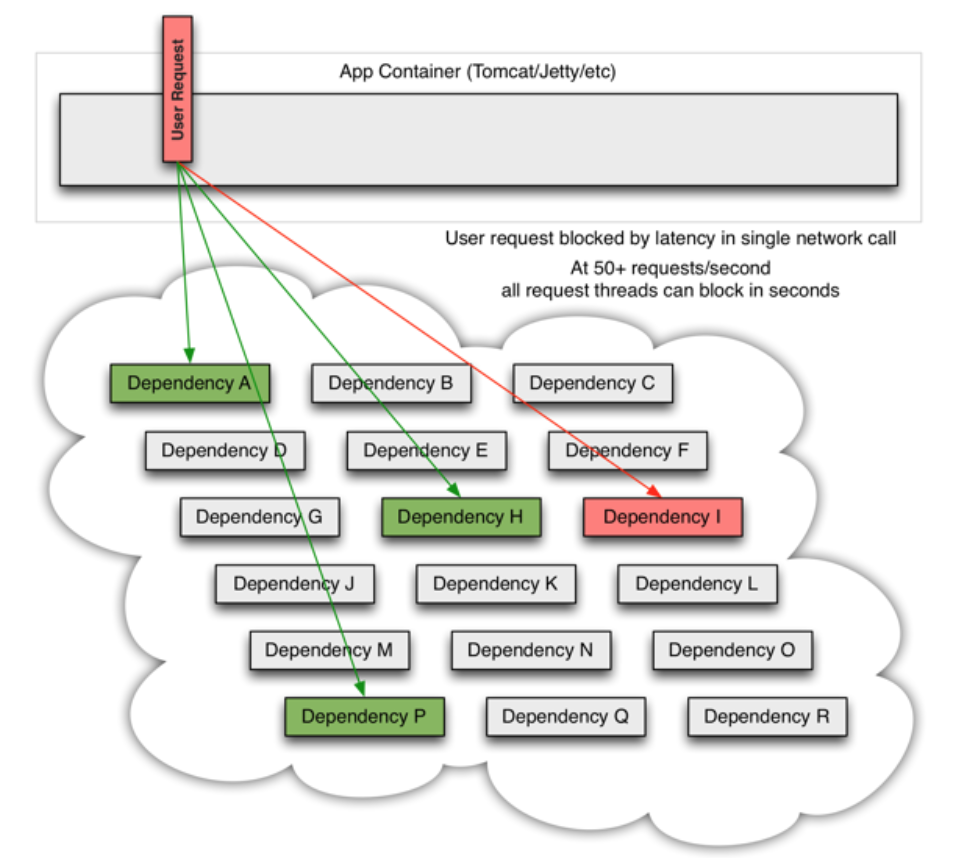 User Request
App Container (Tomcat/Jetty/etc)
User request blocked by latency in single network call
At 50+ requests/second
all request threads can block in seconds
Dependency A
Dependency B
Dependency C
Dependency D
Dependency E
Dependency F
Dependency G
Dependency H
Dependency I
Dependency J
Dependency K
Dependency L
Dependency M
Dependency N
Dependency O
Dependency P
Dependency Q
Dependency R